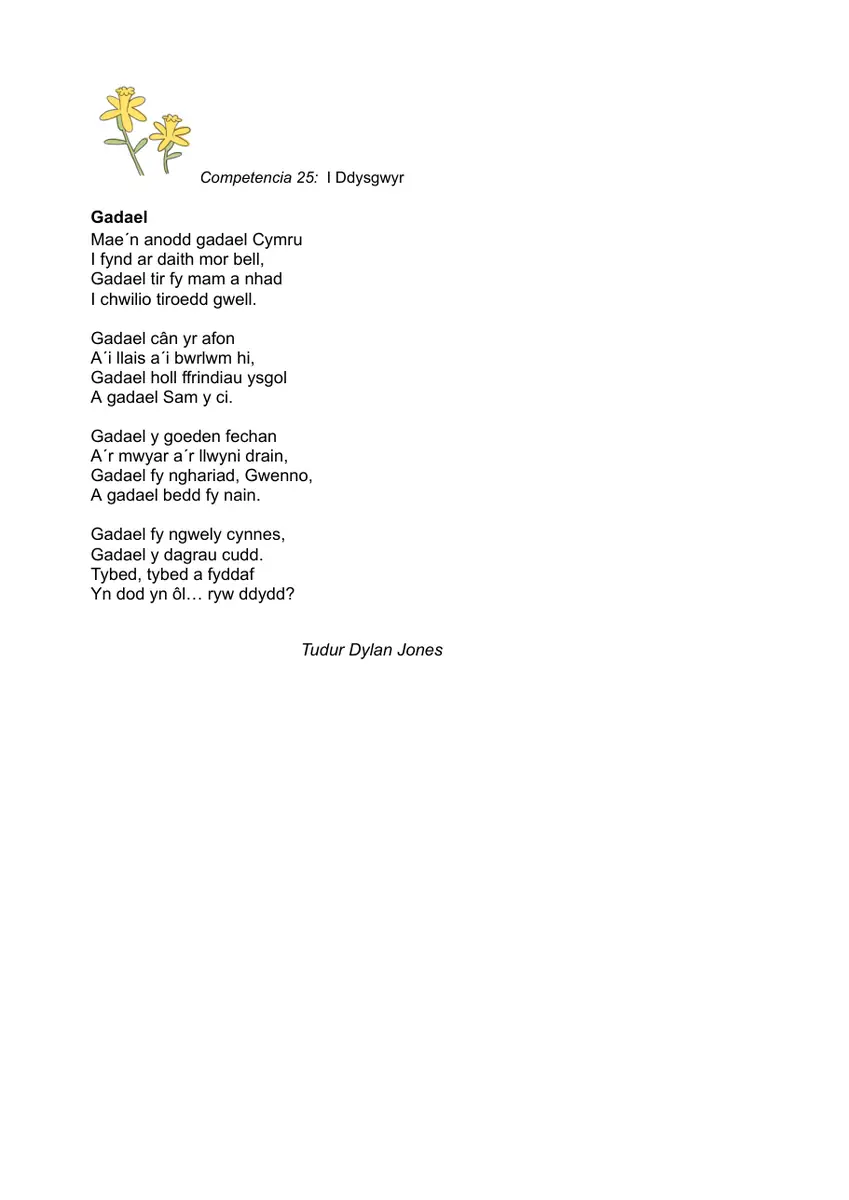 Competencia 25: I Ddysgwyr
Gadael
Mae´n anodd gadael Cymru
I fynd ar daith mor bell,
Gadael tir fy mam a nhad
I chwilio tiroedd gwell.
Gadael cân yr afon
A´i llais a´i bwrlwm hi,
Gadael holl ffrindiau ysgol
A gadael Sam y ci.
Gadael y goeden fechan
A´r mwyar a´r llwyni drain,
Gadael fy nghariad, Gwenno,
A gadael bedd fy nain.
Gadael fy ngwely cynnes,
Gadael y dagrau cudd.
Tybed, tybed a fyddaf
Yn dod yn ôl… ryw ddydd?
Tudur Dylan Jones